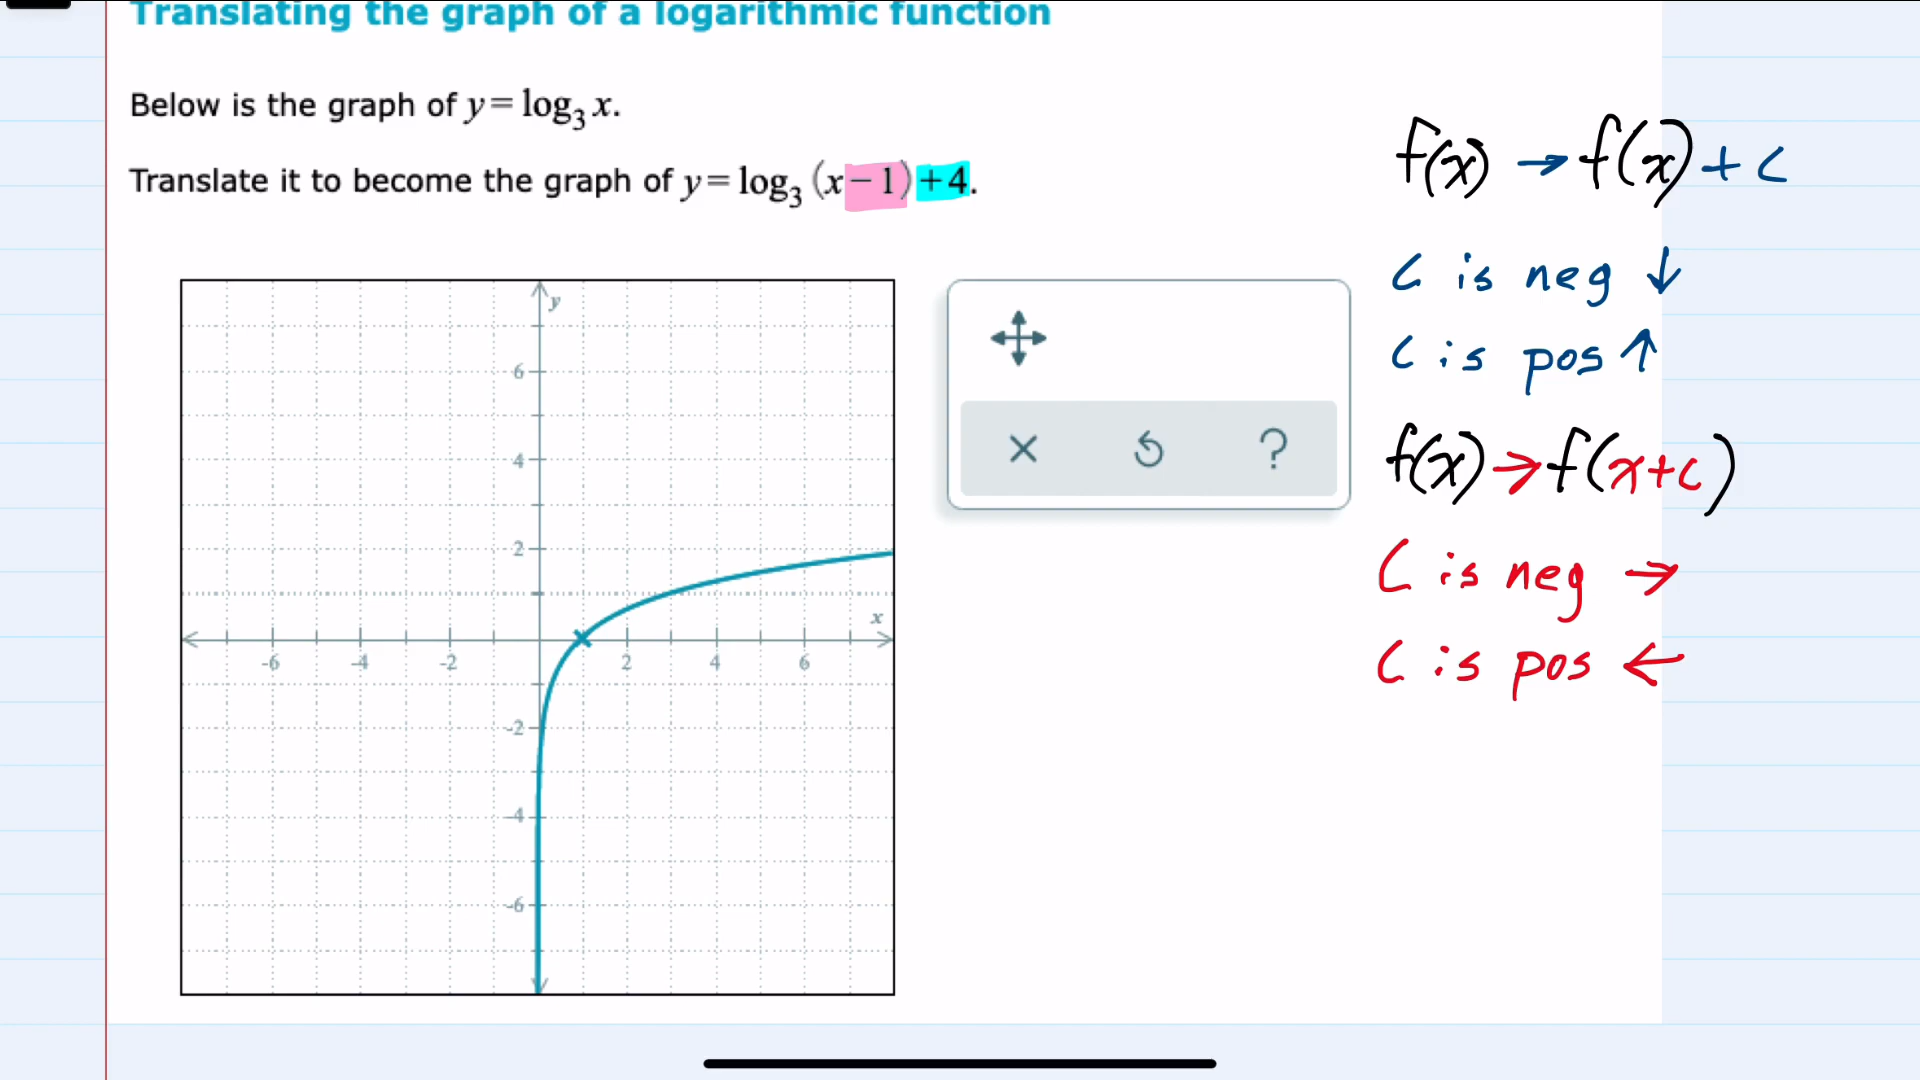 Translating the graph of a logarithmic function
Below is the graph of y=log₃ x.
Translate it to become the graph of y=log₃ (x−1)+4.
y
6
4
2
x
-6
-4
-2
2
4
6
-2
-4
-6
?
f(x) → f(x)+c
C is neg ↓
C is pos ↑
f(x)→f(x+c)
C is neg →
C is pos ←